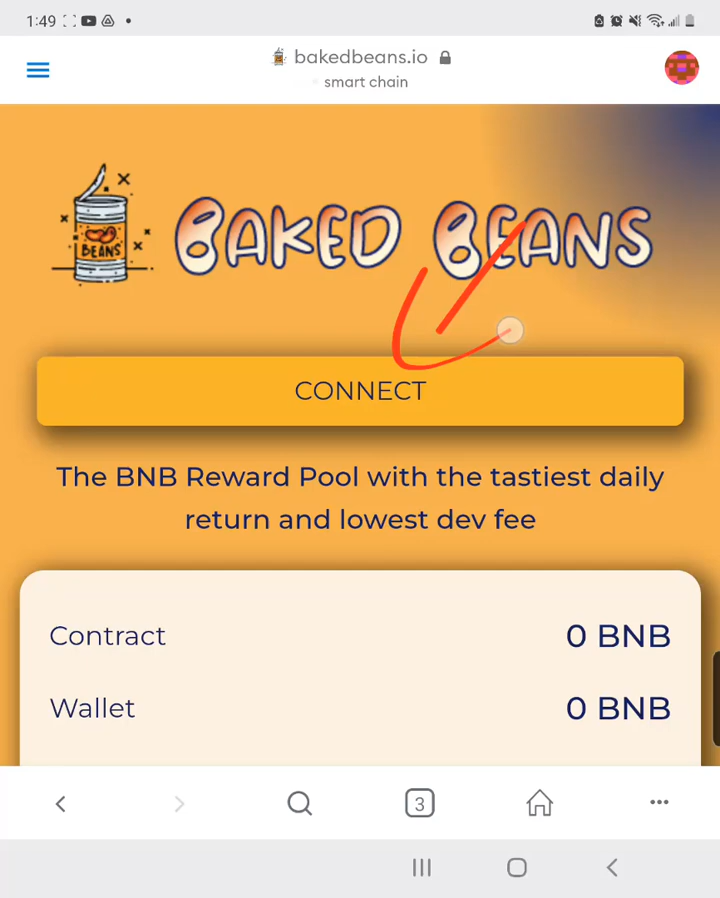 1:49
bakedbeans.io
smart chain
BEANS
BAKED BEANS
CONNECT
The BNB Reward Pool with the tastiest daily
return and lowest dev fee
Contract 0 BNB
Wallet 0 BNB
3